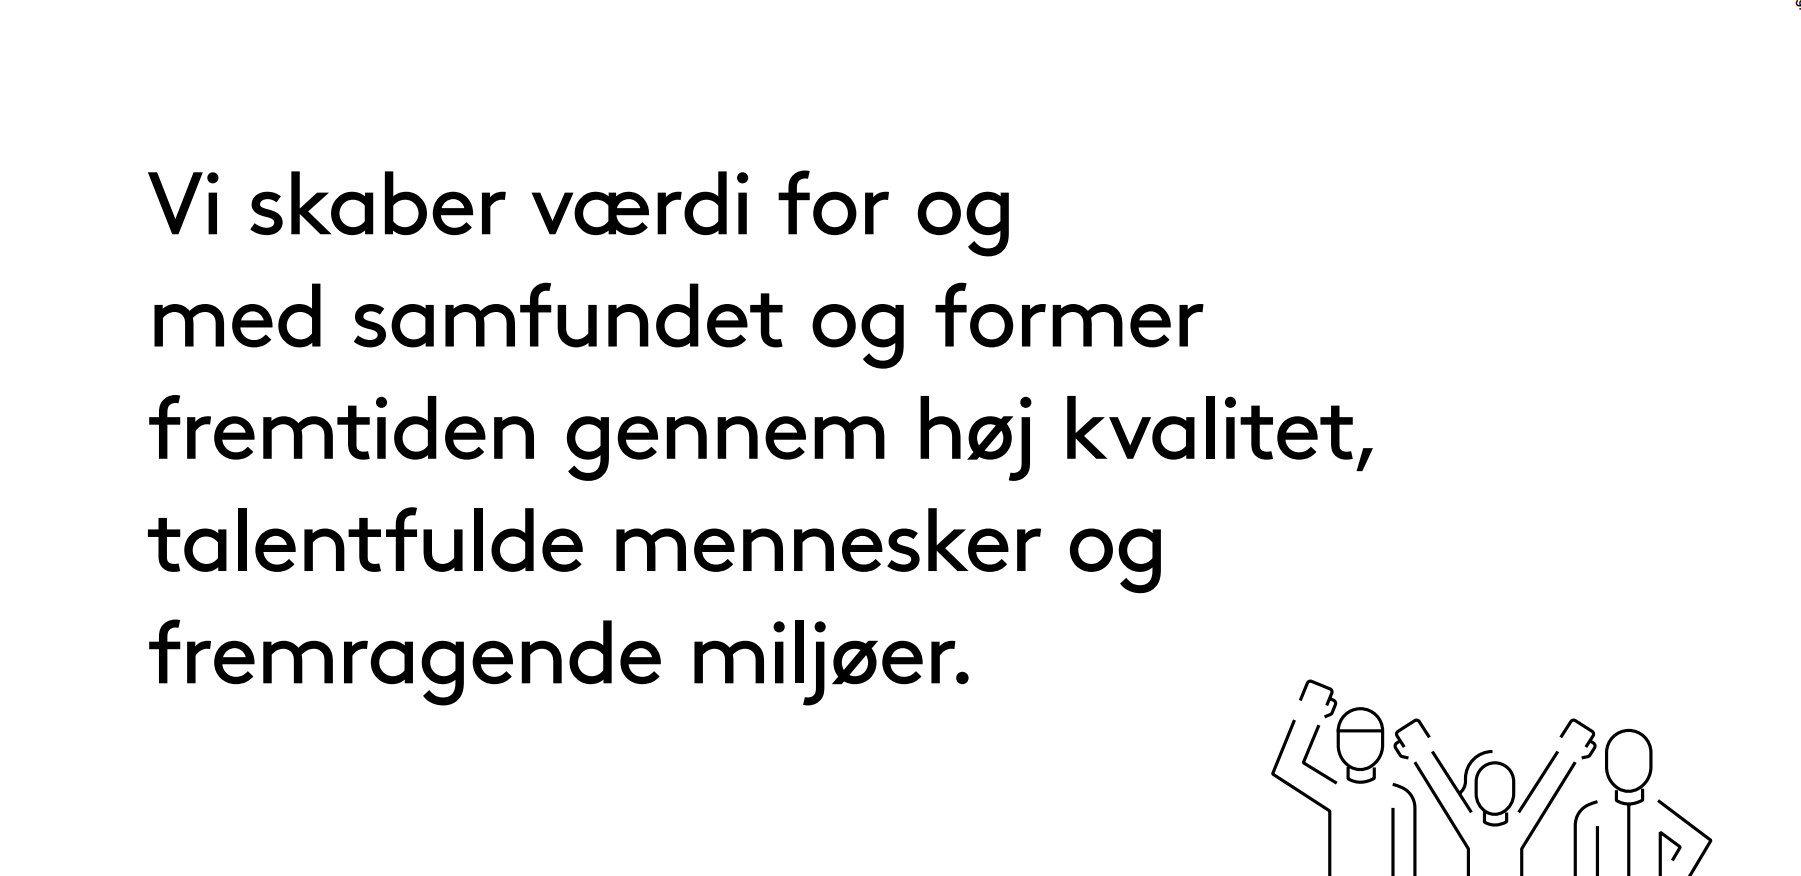 Vi skaber værdi for og
med samfundet og former
fremtiden gennem høj kvalitet,
talentfulde mennesker og
fremragende miljøer.